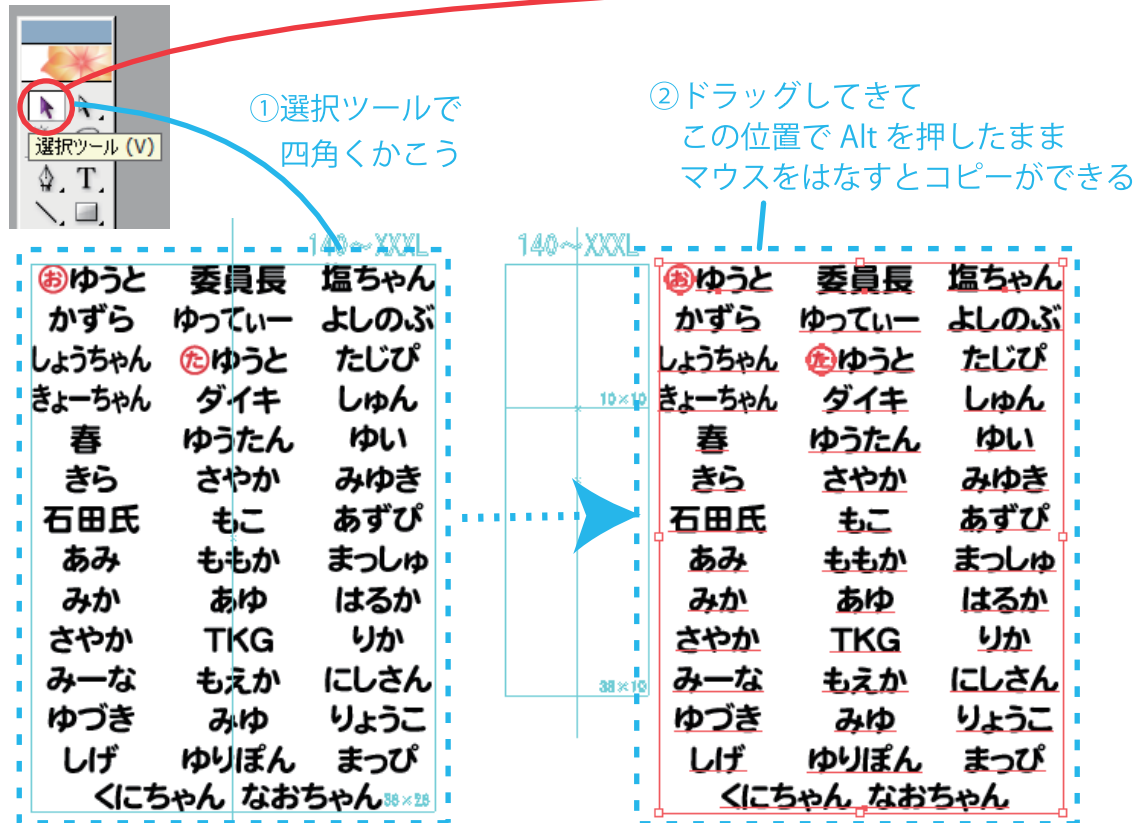 選択ツール (V)
T
①選択ツールで
四角くかこう
②ドラッグしてきて
この位置で Alt を押したまま
マウスをはなすとコピーができる
140〜XXXL
おゆうと 委員長 塩ちゃん
かずら ゆってぃー よしのぶ
しょうちゃん たゆうと たじぴ
きょーちゃん ダイキ しゅん
春 ゆうたん ゆい
きら さやか みゆき
石田氏 もこ あずぴ
あみ ももか まっしゅ
みか あゆ はるか
さやか TKG りか
みーな もえか にしさん
ゆづき みゆ りょうこ
しげ ゆりぽん まっぴ
くにちゃん なおちゃん 38×28
140〜XXXL
10×10
38×10
おゆうと 委員長 塩ちゃん
かずら ゆってぃー よしのぶ
しょうちゃん たゆうと たじぴ
きょーちゃん ダイキ しゅん
春 ゆうたん ゆい
きら さやか みゆき
石田氏 もこ あずぴ
あみ ももか まっしゅ
みか あゆ はるか
さやか TKG りか
みーな もえか にしさん
ゆづき みゆ りょうこ
しげ ゆりぽん まっぴ
くにちゃん なおちゃん